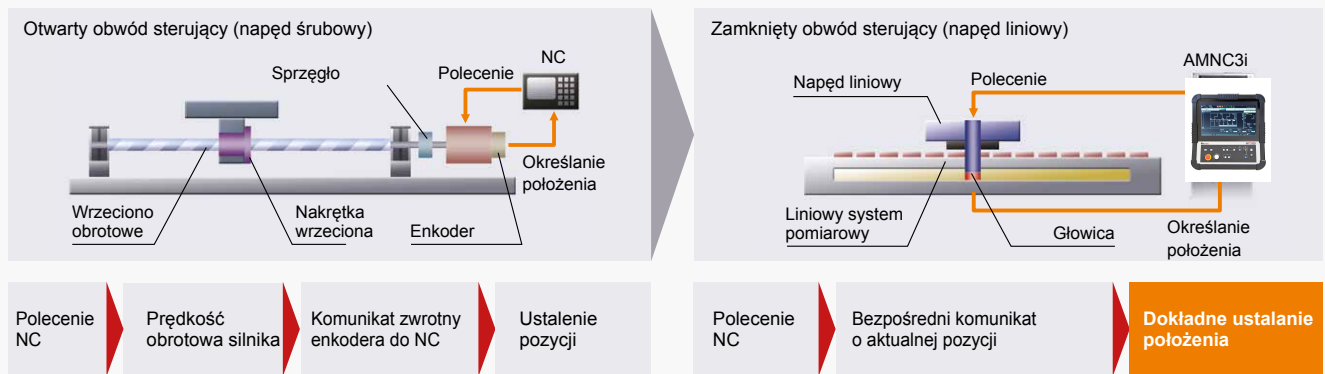 Otwarty obwód sterujący (napęd śrubowy)
NC
Sprzęgło
Polecenie
Określanie
położenia
Wrzeciono
obrotowe
Nakrętka
wrzeciona
Enkoder
Zamknięty obwód sterujący (napęd liniowy)
AMNC3i
Napęd liniowy
Polecenie
Liniowy system
pomiarowy
Głowica
Określanie
położenia
Polecenie
NC
Prędkość
obrotowa silnika
Komunikat zwrotny
enkodera do NC
Ustalenie
pozycji
Polecenie
NC
Bezpośredni komunikat
o aktualnej pozycji
Dokładne ustalanie
położenia